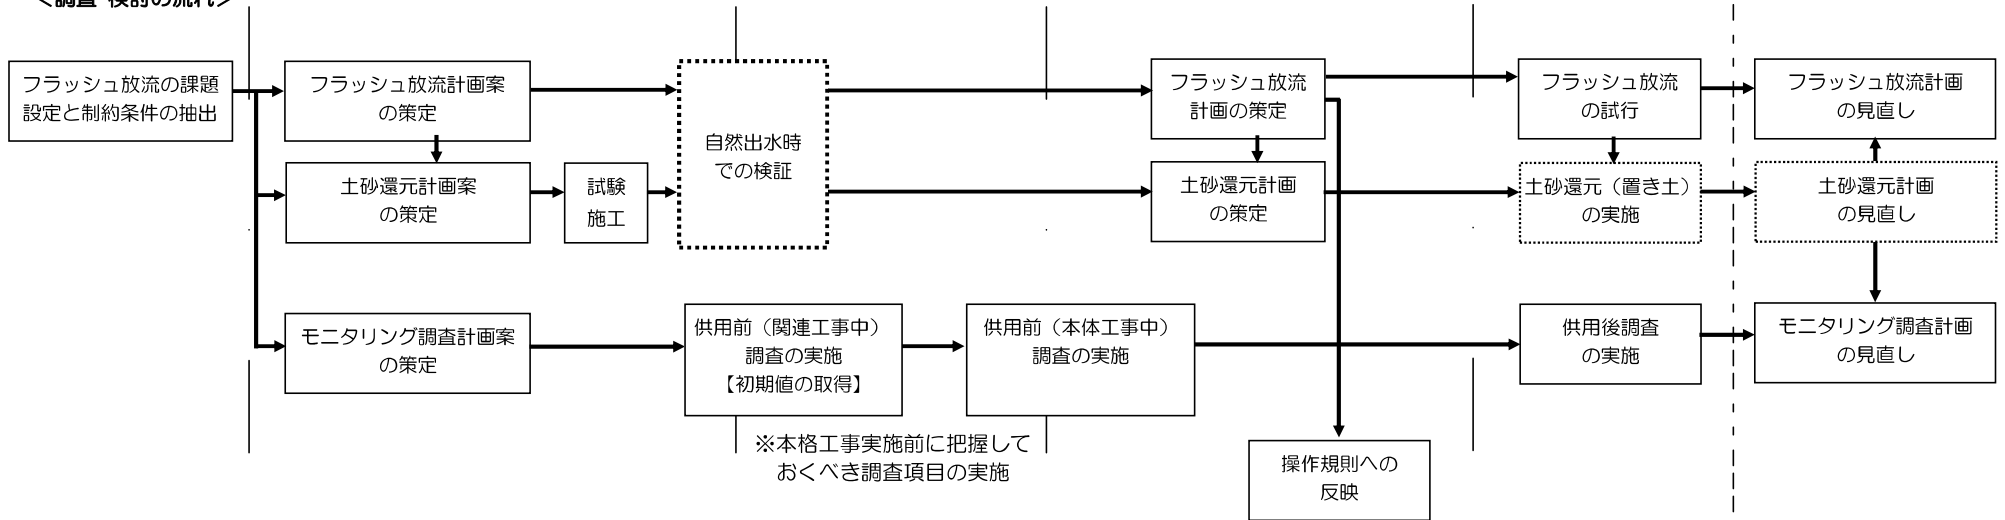 ＜調査・検討の流れ＞
フラッシュ放流の課題
設定と制約条件の抽出
フラッシュ放流計画案
の策定
土砂還元計画案
の策定
試験
施工
モニタリング調査計画案
の策定
自然出水時
での検証
供用前（関連工事中）
調査の実施
【初期値の取得】
供用前（本体工事中）
調査の実施
※本格工事実施前に把握して
おくべき調査項目の実施
フラッシュ放流
計画の策定
土砂還元計画
の策定
操作規則への
反映
フラッシュ放流
の試行
土砂還元（置き土）
の実施
供用後調査
の実施
フラッシュ放流計画
の見直し
土砂還元計画
の見直し
モニタリング調査計画
の見直し